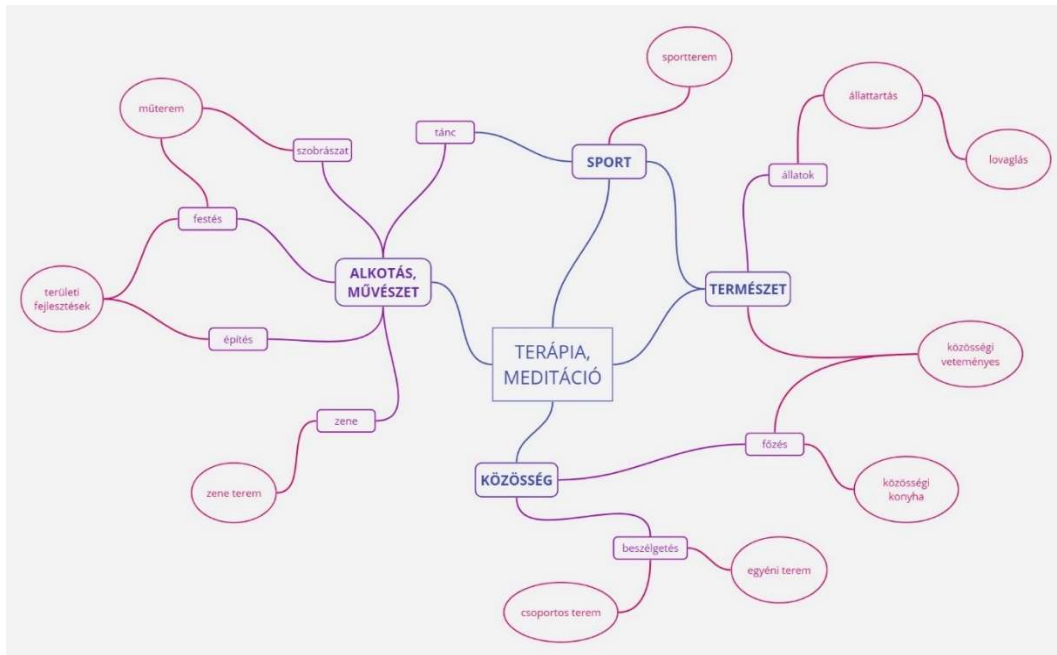 sportterem
műterem
állattartás
tánc
szobrászat
SPORT
lovaglás
állatok
festés
ALKOTÁS,
MŰVÉSZET
TERMÉSZET
területi
fejlesztések
építés
TERÁPIA,
MEDITÁCIÓ
közösségi
veteményes
zene
főzés
KÖZÖSSÉG
zene terem
közösségi
konyha
beszélgetés
egyéni terem
csoportos terem